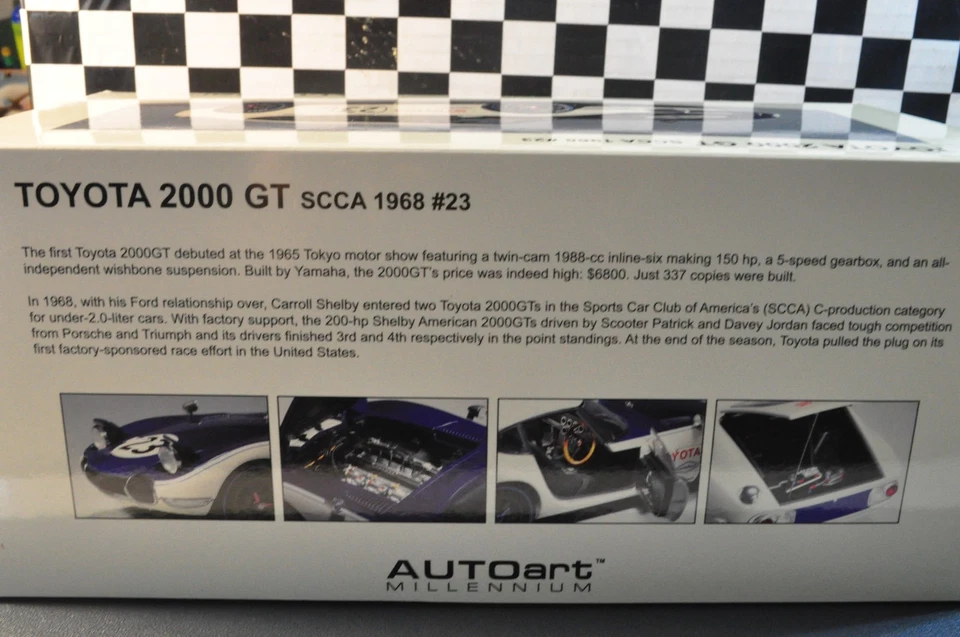 TOYOTA 2000 GT SCCA 1968 #23
The first Toyota 2000GT debuted at the 1965 Tokyo motor show featuring a twin-cam 1988-cc inline-six making 150 hp, a 5-speed gearbox, and an all-
independent wishbone suspension. Built by Yamaha, the 2000GT's price was indeed high: $6800. Just 337 copies were built.
In 1968, with his Ford relationship over, Carroll Shelby entered two Toyota 2000GTs in the Sports Car Club of America's (SCCA) C-production category
for under-2.0-liter cars. With factory support, the 200-hp Shelby American 2000GTs driven by Scooter Patrick and Davey Jordan faced tough competition
from Porsche and Triumph and its drivers finished 3rd and 4th respectively in the point standings. At the end of the season, Toyota pulled the plug on its
first factory-sponsored race effort in the United States.
23
TOYOTA
AUTOart™
MILLENNIUM